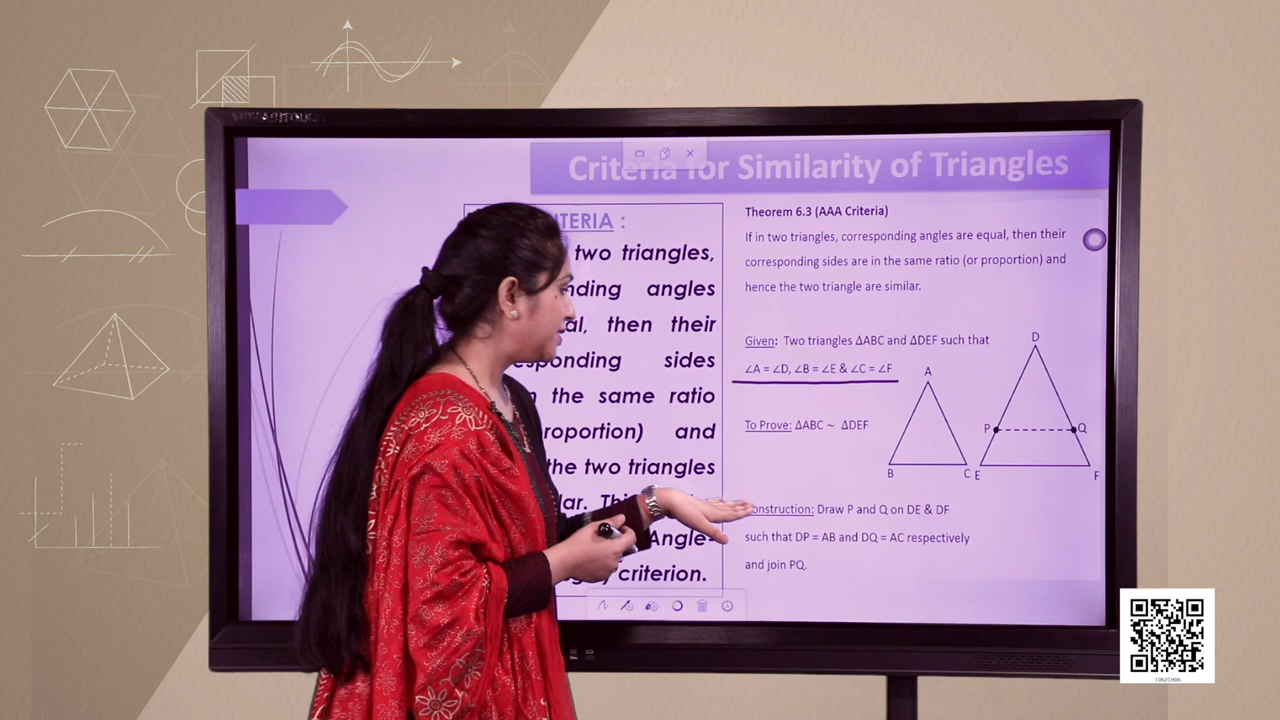 Criteria for Similarity of Triangles
ITERIA :
two triangles,
nding angles
al, then their
esponding sides
the same ratio
roportion) and
the two triangles
lar.
Angle-
criterion.
Theorem 6.3 (AAA Criteria)
If in two triangles, corresponding angles are equal, then their
corresponding sides are in the same ratio (or proportion) and
hence the two triangle are similar.
Given: Two triangles ΔABC and ΔDEF such that
∠A = ∠D, ∠B = ∠E & ∠C = ∠F
To Prove: ΔABC ~ ΔDEF
A
B
C
D
P
Q
E
F
onstruction: Draw P and Q on DE & DF
such that DP = AB and DQ = AC respectively
and join PQ.
1062CH06